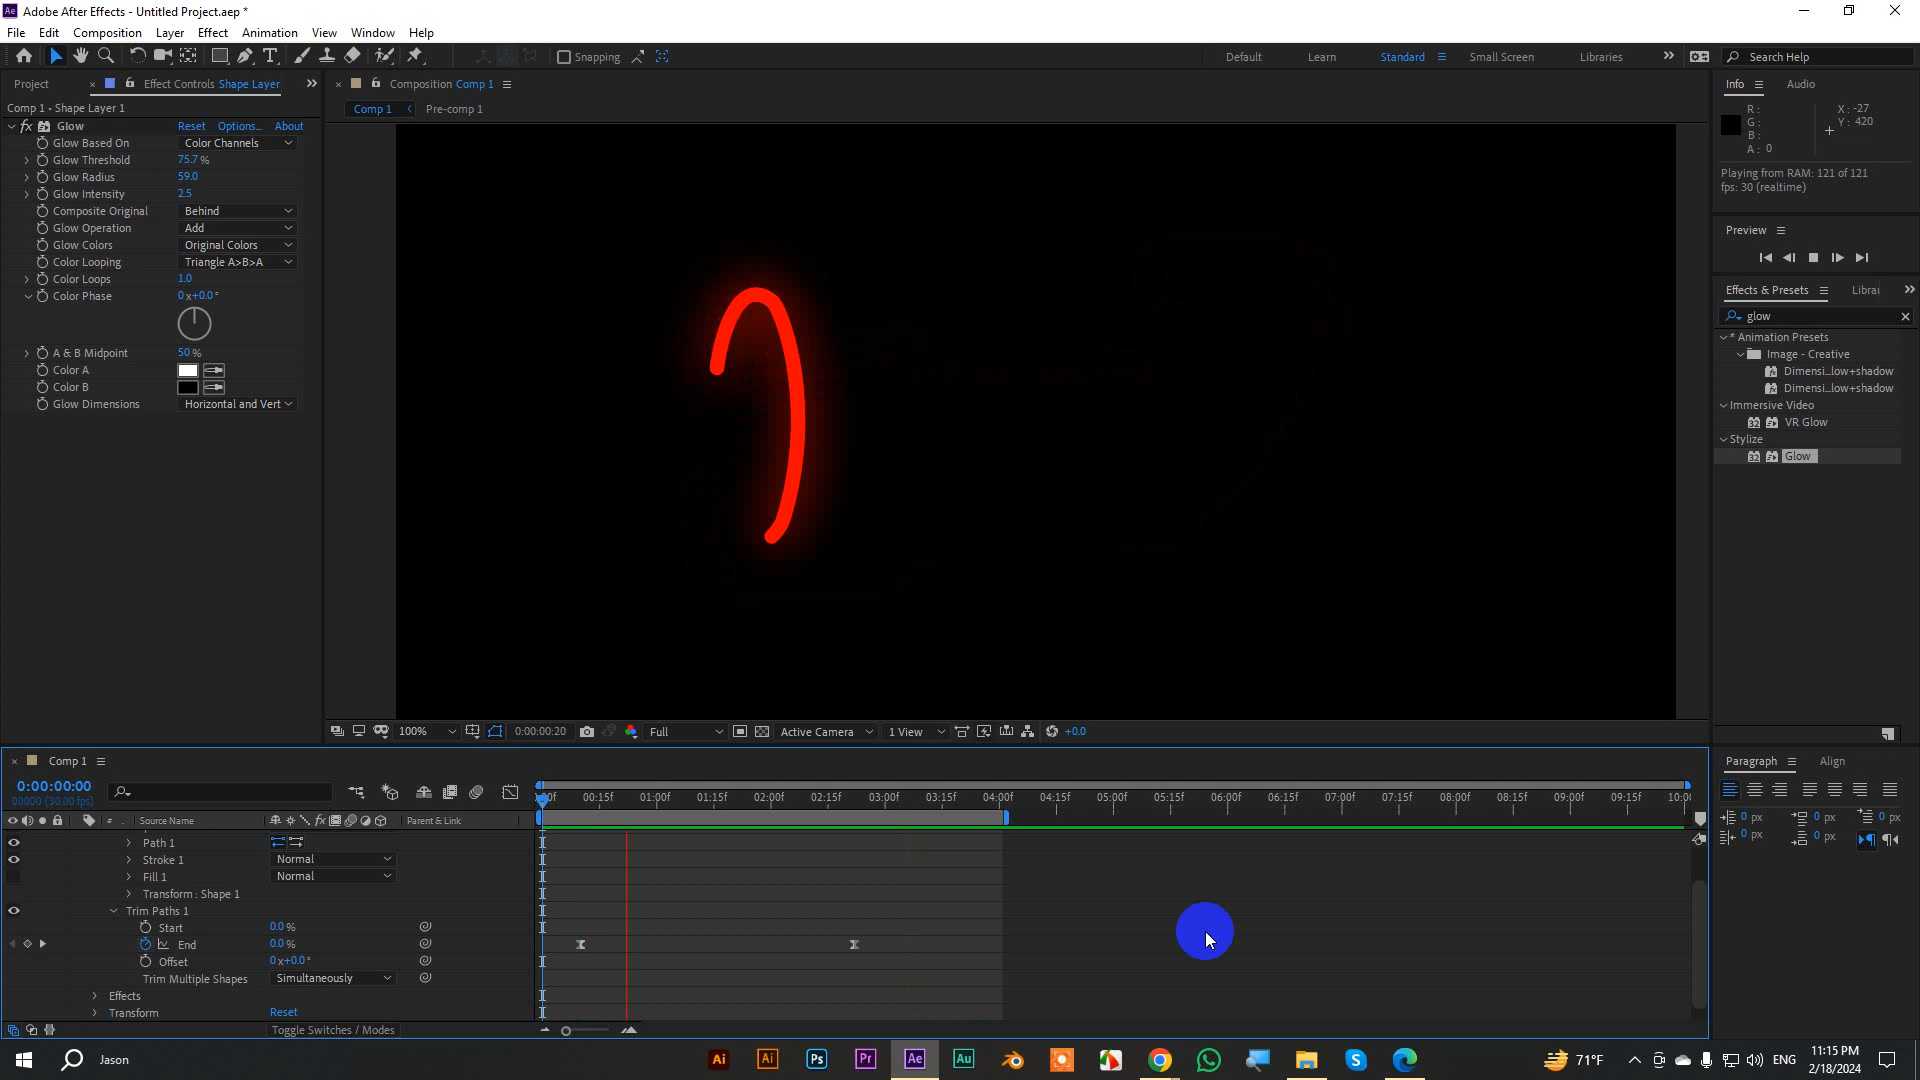 Adobe After Effects - Untitled Project.aep *
File Edit Composition Layer Effect Animation View Window Help
Snapping Default Learn Standard Small Screen Libraries Search Help
Project Effect Controls Shape Layer
Comp 1 • Shape Layer 1
fx Glow Reset Options... About
Glow Based On Color Channels
Glow Threshold 75.7 %
Glow Radius 59.0
Glow Intensity 2.5
Composite Original Behind
Glow Operation Add
Glow Colors Original Colors
Color Looping Triangle A>B>A
Color Loops 1.0
Color Phase 0x+0.0°
A & B Midpoint 50 %
Color A
Color B
Glow Dimensions Horizontal and Vert
Composition Comp 1
Comp 1 Pre-comp 1
100% 0:00:00:20 Full Active Camera 1 View +0.0
Info Audio
R :
G :
B :
A : 0
X : -27
Y : 420
Playing from RAM: 121 of 121
fps: 30 (realtime)
Preview
Effects & Presets Librar
glow
* Animation Presets
Image - Creative
Dimensi...low+shadow
Dimensi...low+shadow
Immersive Video
VR Glow
Stylize
Glow
Paragraph Align
0 px 0 px 0 px
0 px 0 px
Comp 1
0:00:00:00
00000 (30.00 fps)
00f 00:15f 01:00f 01:15f 02:00f 02:15f 03:00f 03:15f 04:00f 04:15f 05:00f 05:15f 06:00f 06:15f 07:00f 07:15f 08:00f 08:15f 09:00f 09:15f 10:0
# . Source Name Parent & Link
Path 1
Stroke 1 Normal
Fill 1 Normal
Transform : Shape 1
Trim Paths 1
Start 0.0 %
End 0.0 %
Offset 0x+0.0°
Trim Multiple Shapes Simultaneously
Effects
Transform Reset
Toggle Switches / Modes
Jason
Ai Ai Ps Pr Ae Au
71°F ENG
11:15 PM
2/18/2024